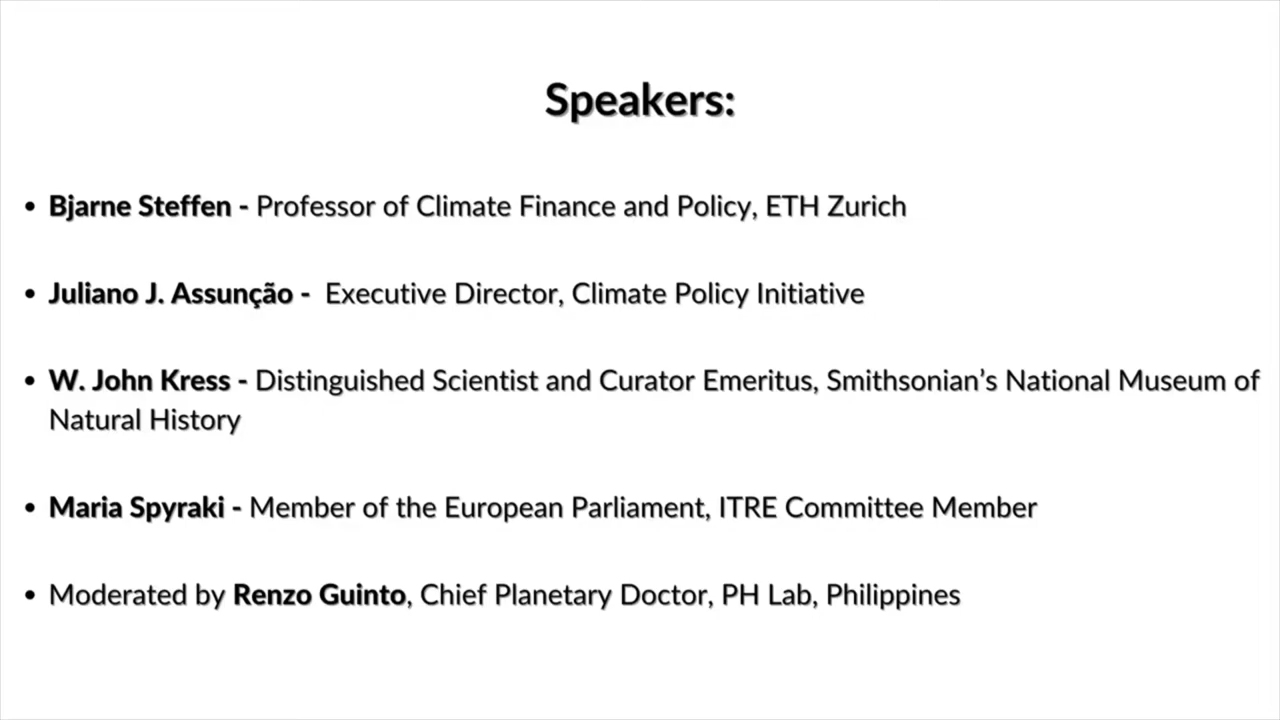 Speakers:
• Bjarne Steffen - Professor of Climate Finance and Policy, ETH Zurich
• Juliano J. Assunção - Executive Director, Climate Policy Initiative
• W. John Kress - Distinguished Scientist and Curator Emeritus, Smithsonian’s National Museum of
Natural History
• Maria Spyraki - Member of the European Parliament, ITRE Committee Member
• Moderated by Renzo Guinto, Chief Planetary Doctor, PH Lab, Philippines